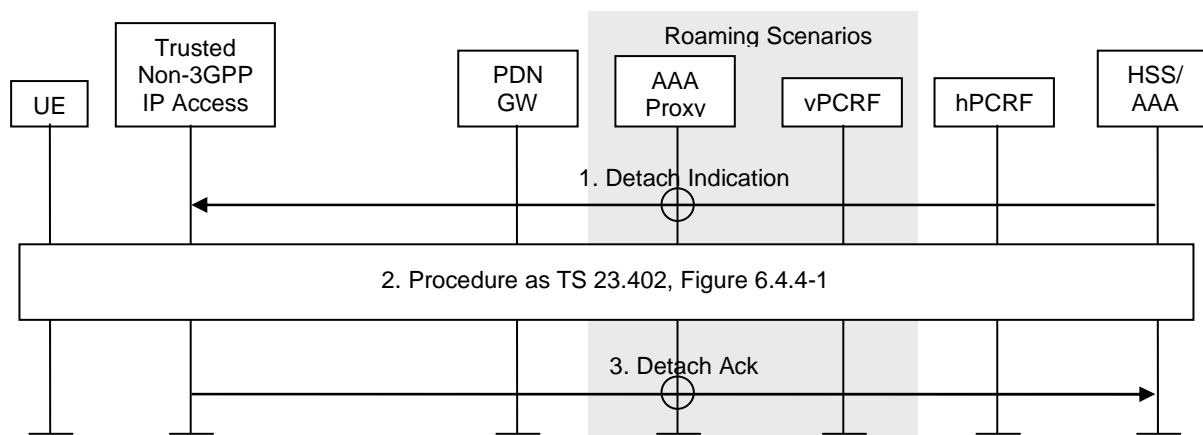 Roaming Scenarios
UE
Trusted
Non-3GPP
IP Access
PDN
GW
AAA
Proxy
vPCRF
hPCRF
HSS/
AAA
1. Detach Indication
2. Procedure as TS 23.402, Figure 6.4.4-1
3. Detach Ack